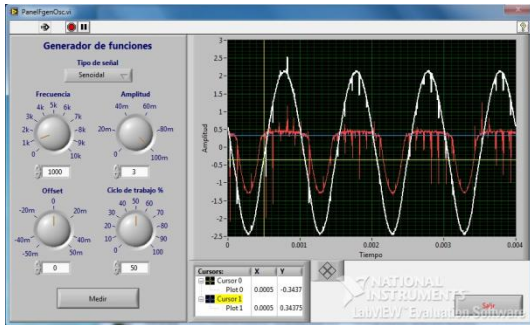 PanelFgenOsc.vi
Generador de funciones
Tipo de señal
Senoidal
Frecuencia
4k 5k 6k
3k 7k
2k 8k
1k 9k
0 10k
1000
Amplitud
40m 60m
20m 80m
0 100m
3
Offset
0
-20m 20m
-40m 40m
-50m 50m
0
Ciclo de trabajo %
40 50 60
30 70
20 80
10 90
0 100
50
Medir
Amplitud
3
2.5
2
1.5
1
0.5
0
-0.5
-1
-1.5
-2
-2.5
0 0.001 0.002 0.003 0.004
Tiempo
Cursors: X Y
Cursor 0
Plot 0 0.0005 -0.3437
Cursor 1
Plot 1 0.0005 0.34375
NATIONAL
INSTRUMENTS
LabVIEW Evaluation Software
Salir